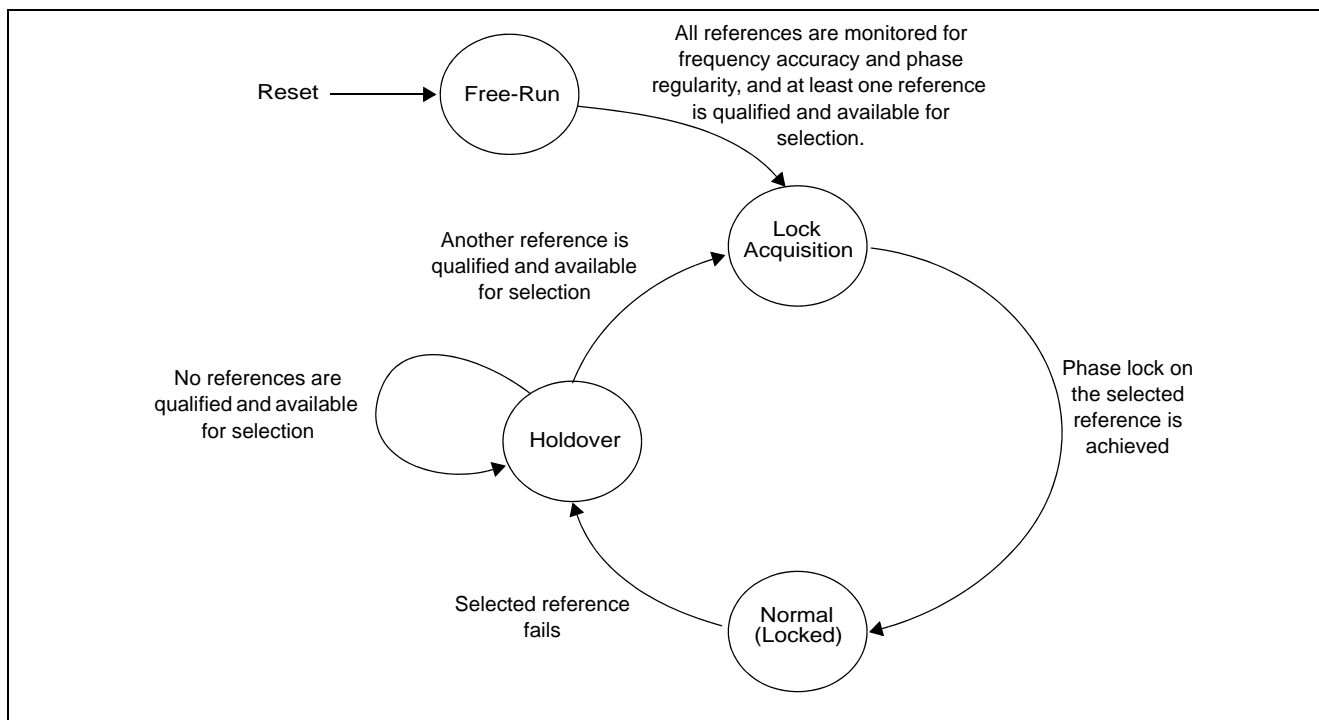 All references are monitored for
frequency accuracy and phase
regularity, and at least one reference
is qualified and available for
selection.
Reset
Free-Run
Lock
Acquisition
Another reference is
qualified and available
for selection
No references are
qualified and available
for selection
Holdover
Phase lock on
the selected
reference is
achieved
Selected reference
fails
Normal
(Locked)